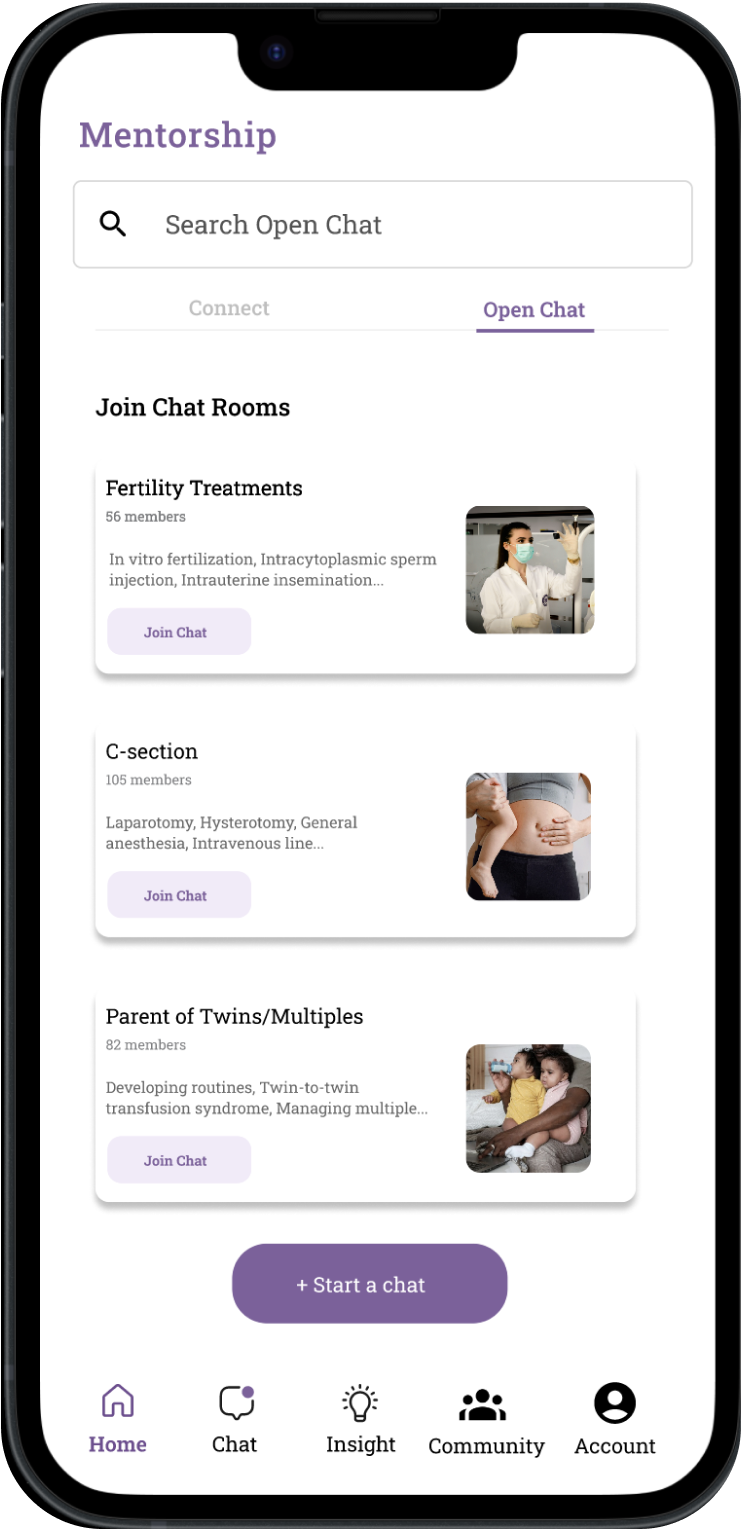 Mentorship
Search Open Chat
Connect
Open Chat
Join Chat Rooms
Fertility Treatments
56 members
In vitro fertilization, Intracytoplasmic sperm
injection, Intrauterine insemination...
Join Chat
C-section
105 members
Laparotomy, Hysterotomy, General
anesthesia, Intravenous line...
Join Chat
Parent of Twins/Multiples
82 members
Developing routines, Twin-to-twin
transfusion syndrome, Managing multiple...
Join Chat
+ Start a chat
Home
Chat
Insight
Community
Account